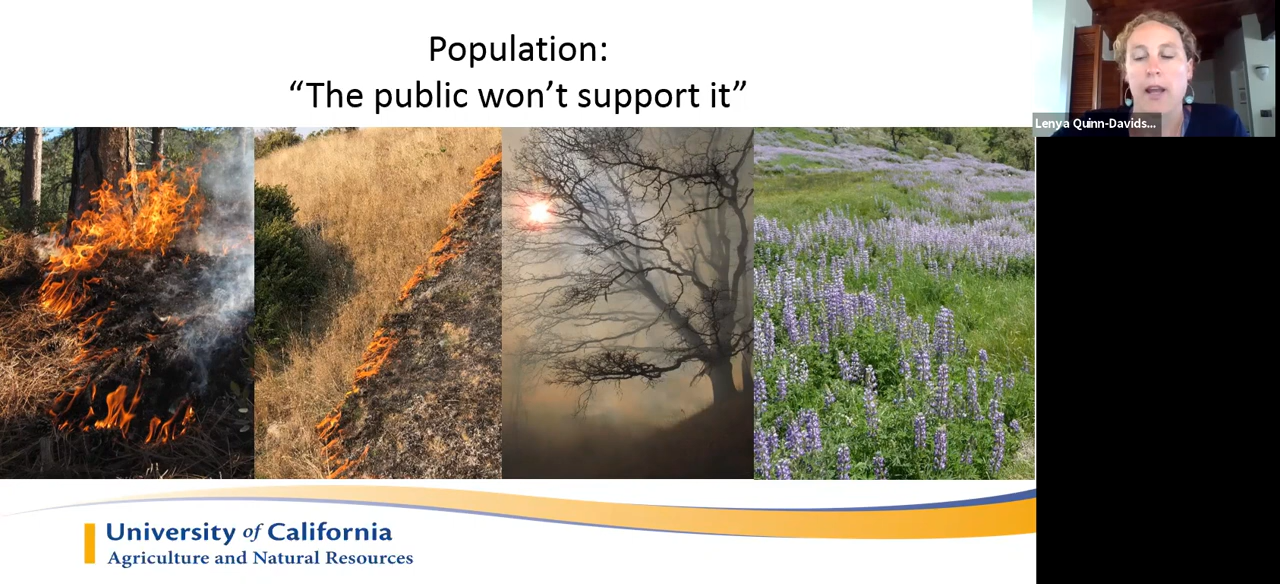 Population:
“The public won’t support it”
Lenya Quinn-Davids...
University of California
Agriculture and Natural Resources